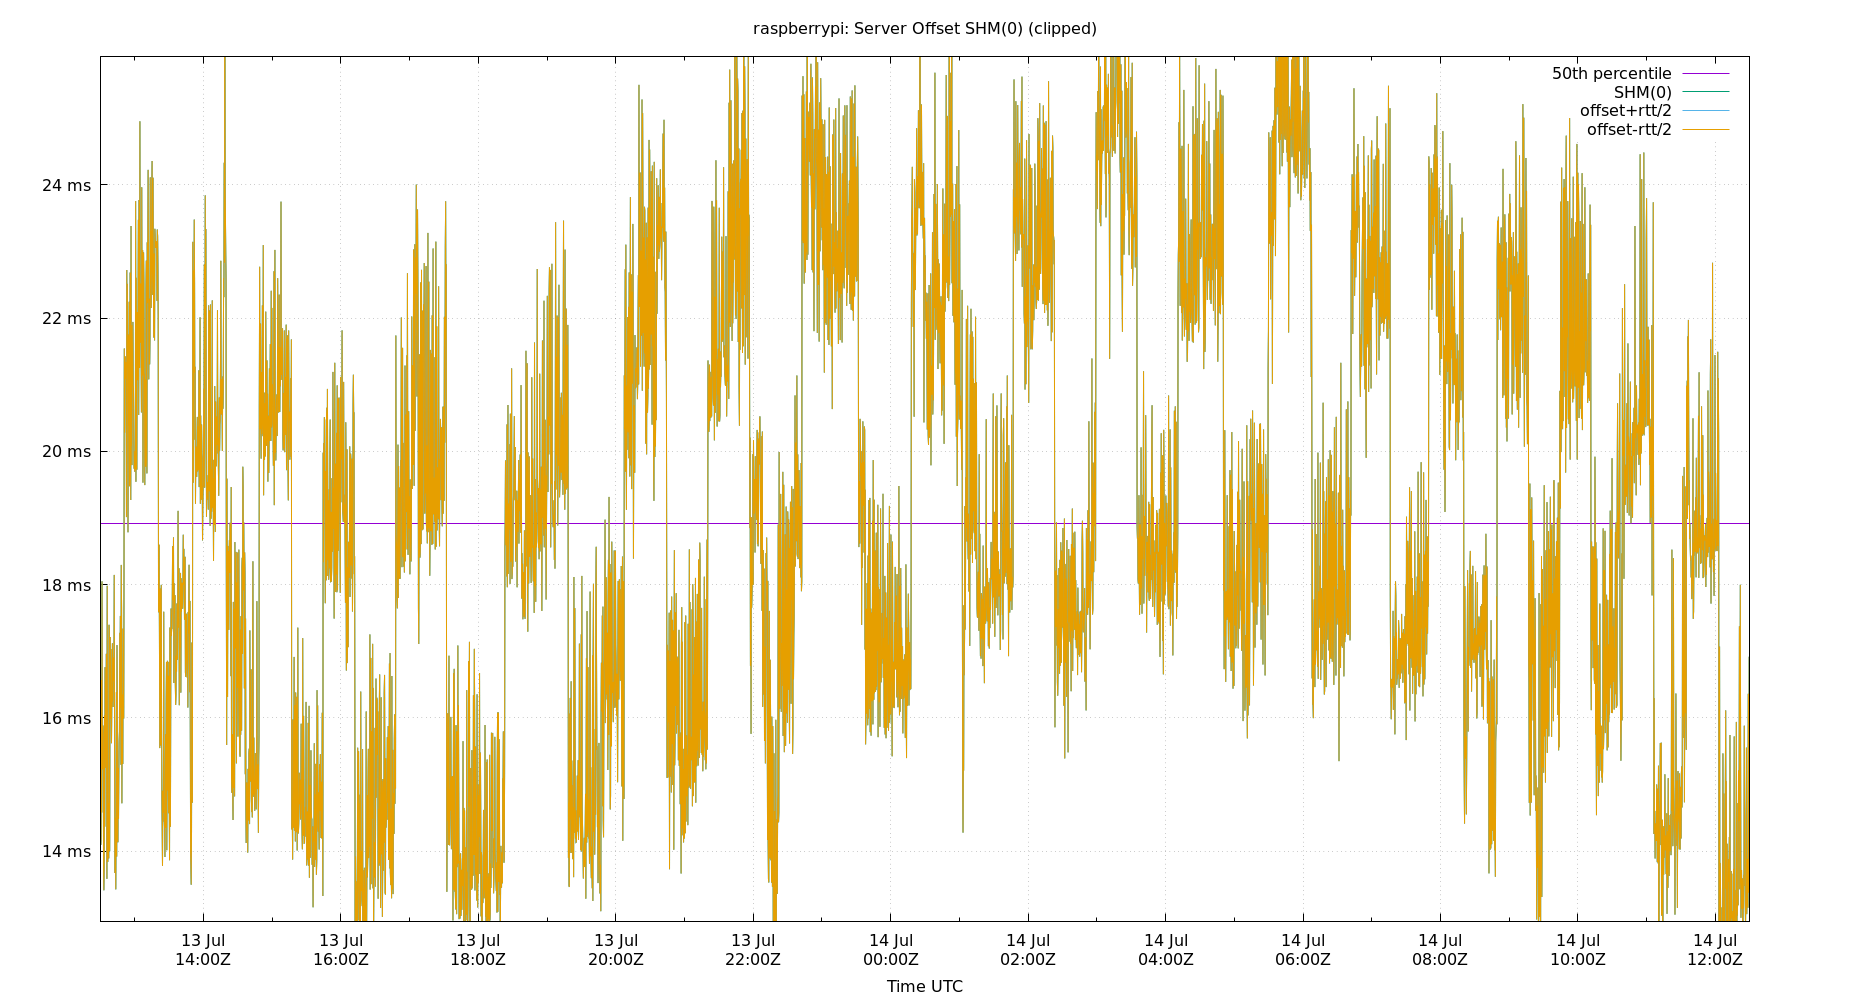 raspberrypi: Server Offset SHM(0) (clipped)
50th percentile
SHM(0)
offset+rtt/2
offset-rtt/2
24 ms
22 ms
20 ms
18 ms
16 ms
14 ms
13 Jul 13 Jul 13 Jul 13 Jul 13 Jul 14 Jul 14 Jul 14 Jul 14 Jul 14 Jul 14 Jul 14 Jul
14:00Z 16:00Z 18:00Z 20:00Z 22:00Z 00:00Z 02:00Z 04:00Z 06:00Z 08:00Z 10:00Z 12:00Z
Time UTC